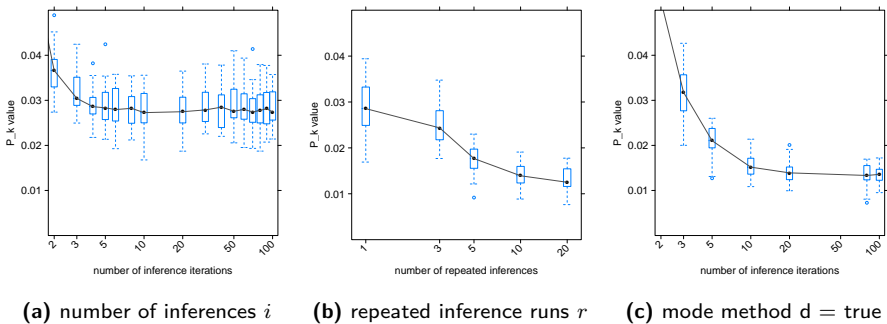 0.04
0.03
0.02
0.01
P_k value
2 3 5 10 20 50 100
number of inference iterations
(a) number of inferences i
0.04
0.03
0.02
0.01
P_k value
1 3 5 10 20
number of repeated inferences
(b) repeated inference runs r
0.04
0.03
0.02
0.01
P_k value
2 3 5 10 20 50 100
number of inference iterations
(c) mode method d = true